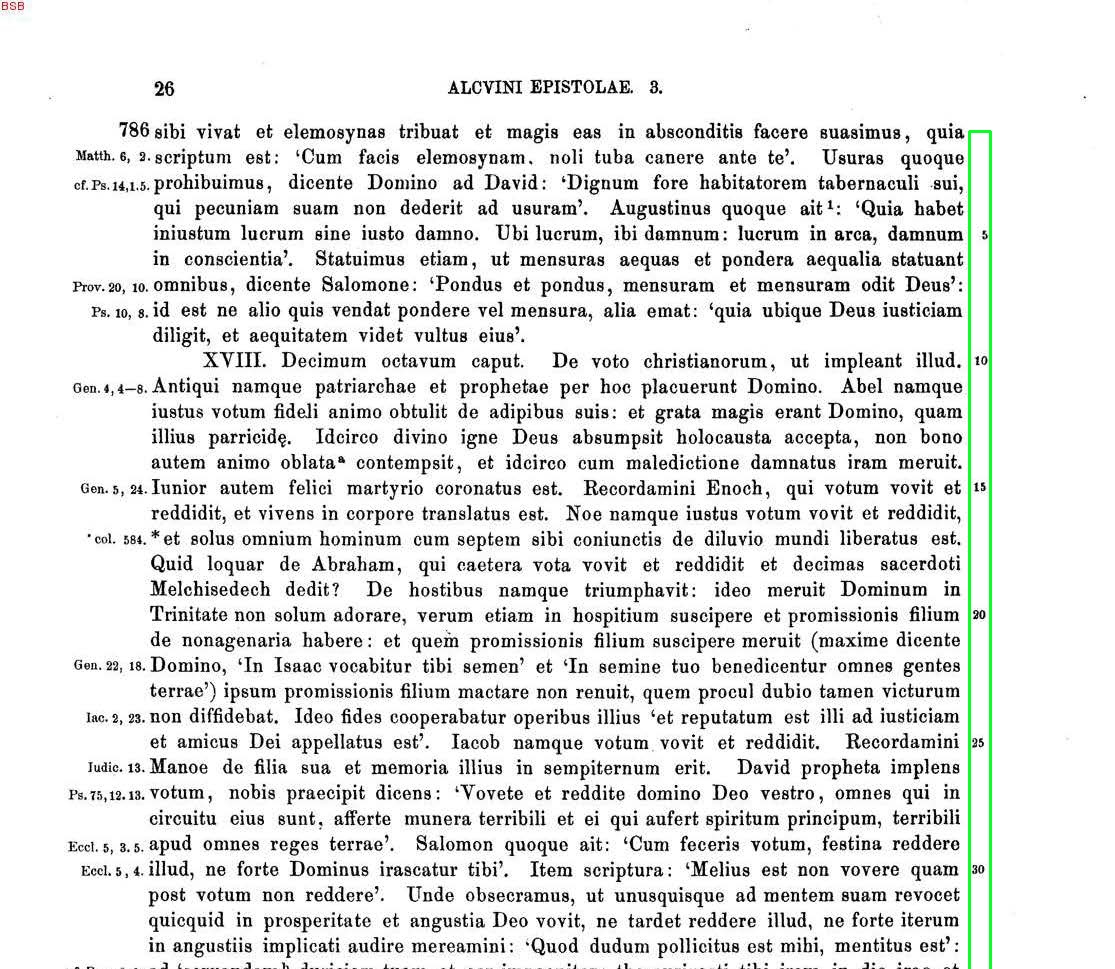 BSB
26 ALCVINI EPISTOLAE. 3.
786 sibi vivat et elemosynas tribuat et magis eas in absconditis facere suasimus, quia
Matth. 6, 2. scriptum est: ‘Cum facis elemosynam, noli tuba canere ante te’. Usuras quoque
cf. Ps. 14,1.5. prohibuimus, dicente Domino ad David: ‘Dignum fore habitatorem tabernaculi sui,
qui pecuniam suam non dederit ad usuram’. Augustinus quoque ait¹: ‘Quia habet
iniustum lucrum sine iusto damno. Ubi lucrum, ibi damnum: lucrum in arca, damnum 5
in conscientia’. Statuimus etiam, ut mensuras aequas et pondera aequalia statuant
Prov. 20, 10. omnibus, dicente Salomone: ‘Pondus et pondus, mensuram et mensuram odit Deus’:
Ps. 10, 8. id est ne alio quis vendat pondere vel mensura, alia emat: ‘quia ubique Deus iusticiam
diligit, et aequitatem videt vultus eius’.
XVIII. Decimum octavum caput. De voto christianorum, ut impleant illud. 10
Gen. 4, 4—8. Antiqui namque patriarchae et prophetae per hoc placuerunt Domino. Abel namque
iustus votum fideli animo obtulit de adipibus suis: et grata magis erant Domino, quam
illius parricidę. Idcirco divino igne Deus absumpsit holocausta accepta, non bono
autem animo oblataᵃ contempsit, et idcirco cum maledictione damnatus iram meruit.
Gen. 5, 24. Iunior autem felici martyrio coronatus est. Recordamini Enoch, qui votum vovit et 15
reddidit, et vivens in corpore translatus est. Noe namque iustus votum vovit et reddidit,
* col. 584. *et solus omnium hominum cum septem sibi coniunctis de diluvio mundi liberatus est.
Quid loquar de Abraham, qui caetera vota vovit et reddidit et decimas sacerdoti
Melchisedech dedit? De hostibus namque triumphavit: ideo meruit Dominum in
Trinitate non solum adorare, verum etiam in hospitium suscipere et promissionis filium 20
de nonagenaria habere: et quem promissionis filium suscipere meruit (maxime dicente
Gen. 22, 18. Domino, ‘In Isaac vocabitur tibi semen’ et ‘In semine tuo benedicentur omnes gentes
terrae’) ipsum promissionis filium mactare non renuit, quem procul dubio tamen victurum
Iac. 2, 23. non diffidebat. Ideo fides cooperabatur operibus illius ‘et reputatum est illi ad iusticiam
et amicus Dei appellatus est’. Iacob namque votum vovit et reddidit. Recordamini 25
Iudic. 13. Manoe de filia sua et memoria illius in sempiternum erit. David propheta implens
Ps. 75,12.13. votum, nobis praecipit dicens: ‘Vovete et reddite domino Deo vestro, omnes qui in
circuitu eius sunt, afferte munera terribili et ei qui aufert spiritum principum, terribili
Eccl. 5, 3. 5. apud omnes reges terrae’. Salomon quoque ait: ‘Cum feceris votum, festina reddere
Eccl. 5, 4. illud, ne forte Dominus irascatur tibi’. Item scriptura: ‘Melius est non vovere quam 30
post votum non reddere’. Unde obsecramus, ut unusquisque ad mentem suam revocet
quicquid in prosperitate et angustia Deo vovit, ne tardet reddere illud, ne forte iterum
in angustiis implicati audire mereamini: ‘Quod dudum pollicitus est mihi, mentitus est’: